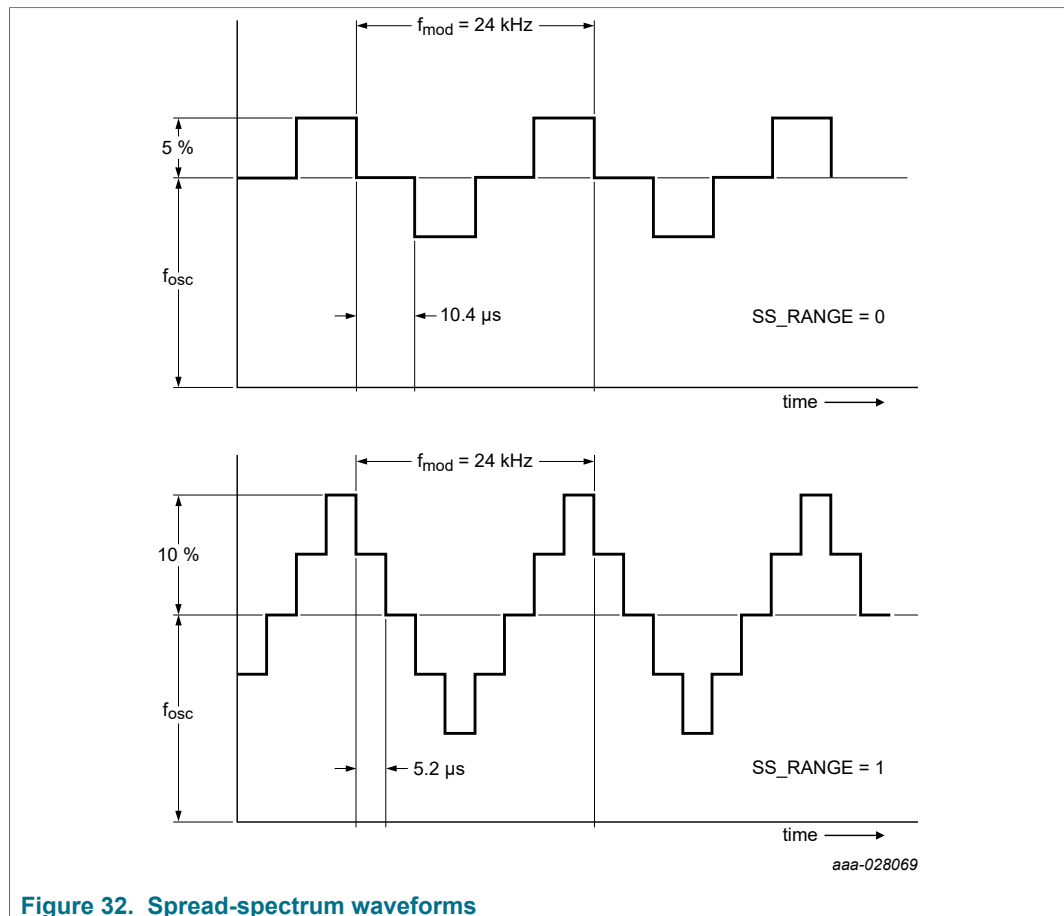 fmod = 24 kHz
5 %
fosc
10.4 µs
SS_RANGE = 0
time
fmod = 24 kHz
10 %
fosc
5.2 µs
SS_RANGE = 1
time
aaa-028069
Figure 32. Spread-spectrum waveforms